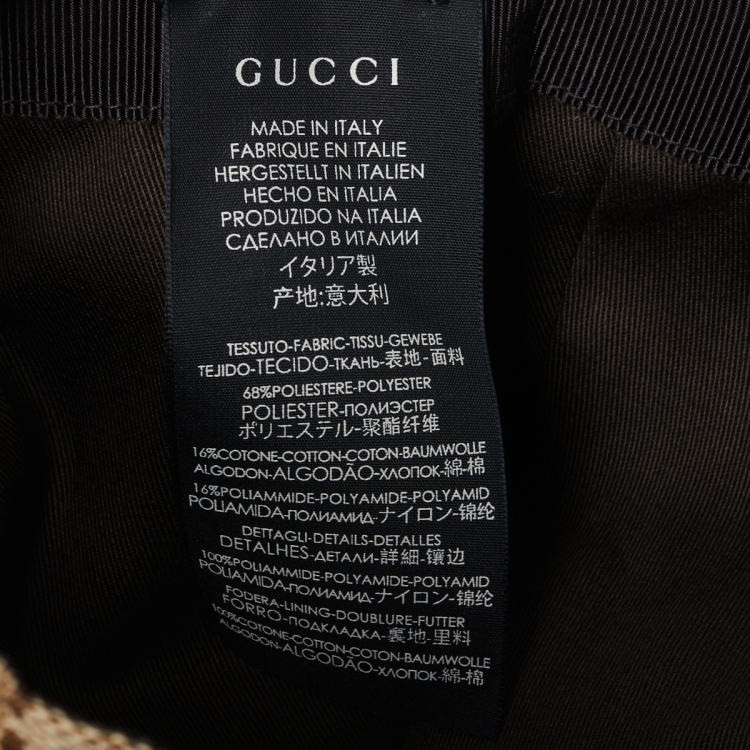 GUCCI
MADE IN ITALY
FABRIQUE EN ITALIE
HERGESTELLT IN ITALIEN
HECHO EN ITALIA
PRODUZIDO NA ITALIA
СДЕЛАНО В ИТАЛИИ
イタリア製
产地:意大利
TESSUTO-FABRIC-TISSU-GEWEBE
TEJIDO-TECIDO-ТКАНЬ-表地-面料
68%POLIESTERE-POLYESTER
POLIESTER-ПОЛИЭСТЕР
ポリエステル-聚酯纤维
16%COTONE-COTTON-COTON-BAUMWOLLE
ALGODON-ALGODÃO-ХЛОПОК-綿-棉
16%POLIAMMIDE-POLYAMIDE-POLYAMID
POLIAMIDA-ПОЛИАМИД-ナイロン-锦纶
DETTAGLI-DETAILS-DETALLES
DETALHES-ДЕТАЛИ-詳細-镶边
100%POLIAMMIDE-POLYAMIDE-POLYAMID
POLIAMIDA-ПОЛИАМИД-ナイロン-锦纶
FODERA-LINING-DOUBLURE-FUTTER
FORRO-ПОДКЛАДКА-裏地-里料
100%COTONE-COTTON-COTON-BAUMWOLLE
ALGODON-ALGODÃO-ХЛОПОК-綿-棉